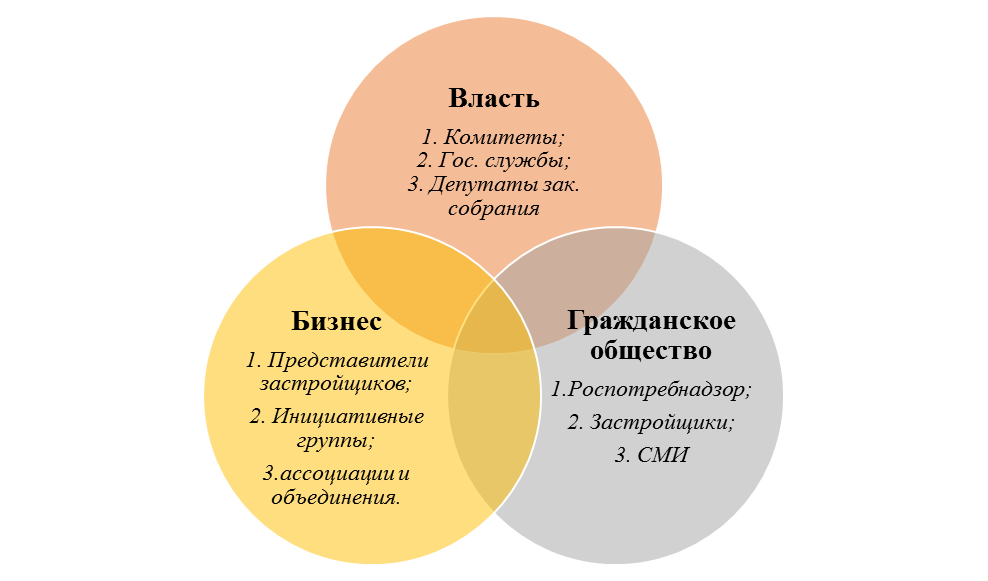 Власть
1. Комитеты;
2. Гос. службы;
3. Депутаты зак.
собрания
Бизнес
1. Представители
застройщиков;
2. Инициативные
группы;
3.ассоциации и
объединения.
Гражданское
общество
1.Роспотребнадзор;
2. Застройщики;
3. СМИ